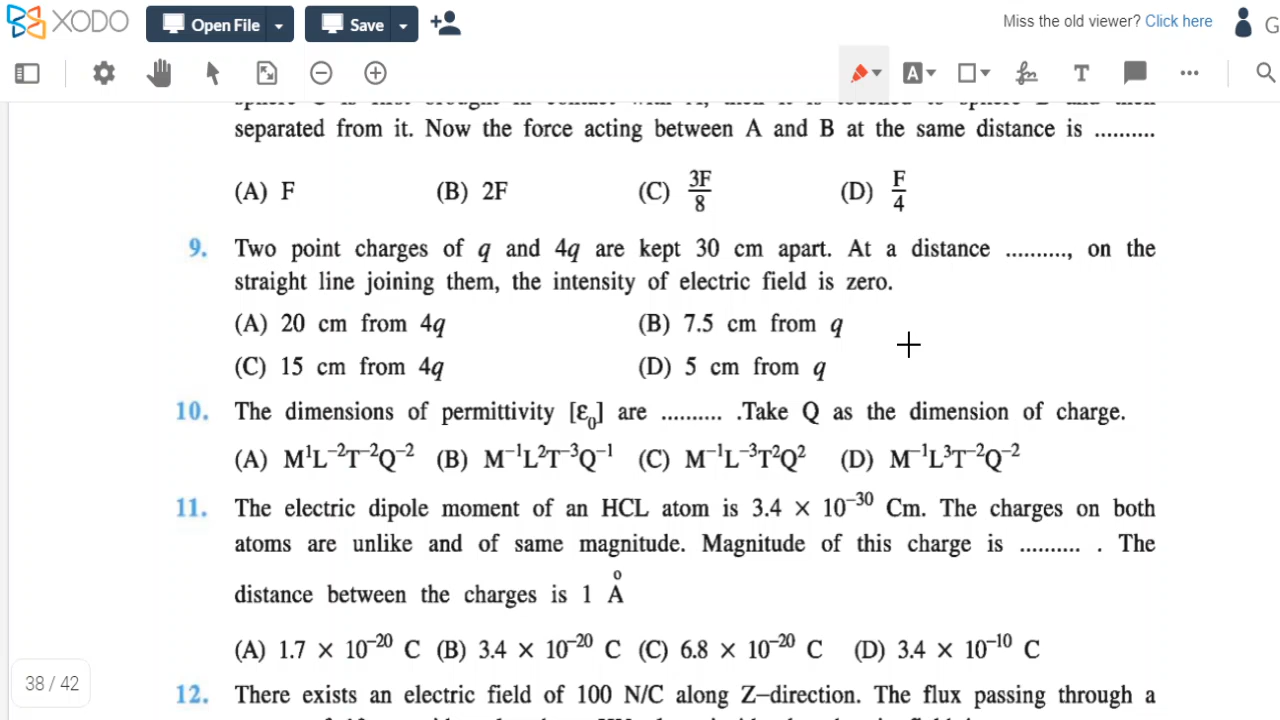 XODO
Open File
Save
Miss the old viewer? Click here
G
separated from it. Now the force acting between A and B at the same distance is ..........
(A) F (B) 2F (C) 3F/8 (D) F/4
9. Two point charges of q and 4q are kept 30 cm apart. At a distance .........., on the
straight line joining them, the intensity of electric field is zero.
(A) 20 cm from 4q (B) 7.5 cm from q
(C) 15 cm from 4q (D) 5 cm from q
10. The dimensions of permittivity [ε₀] are .......... .Take Q as the dimension of charge.
(A) M¹L⁻²T⁻²Q⁻² (B) M⁻¹L²T⁻³Q⁻¹ (C) M⁻¹L⁻³T²Q² (D) M⁻¹L³T⁻²Q⁻²
11. The electric dipole moment of an HCL atom is 3.4 × 10⁻³⁰ Cm. The charges on both
atoms are unlike and of same magnitude. Magnitude of this charge is .......... . The
distance between the charges is 1 Å
(A) 1.7 × 10⁻²⁰ C (B) 3.4 × 10⁻²⁰ C (C) 6.8 × 10⁻²⁰ C (D) 3.4 × 10⁻¹⁰ C
38 / 42
12. There exists an electric field of 100 N/C along Z–direction. The flux passing through a